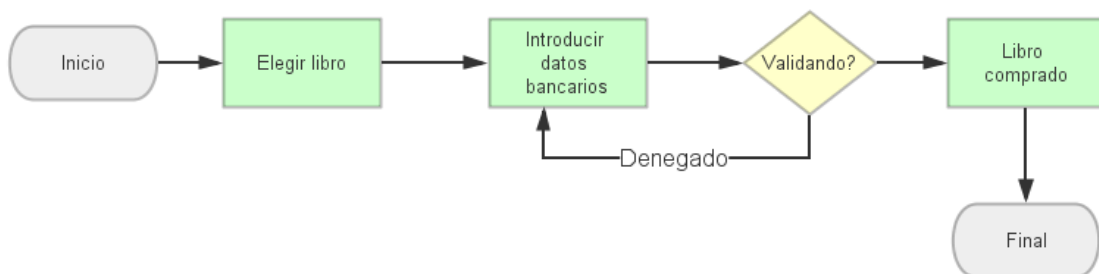 Inicio
Elegir libro
Introducir
datos
bancarios
Validando?
Libro
comprado
Denegado
Final